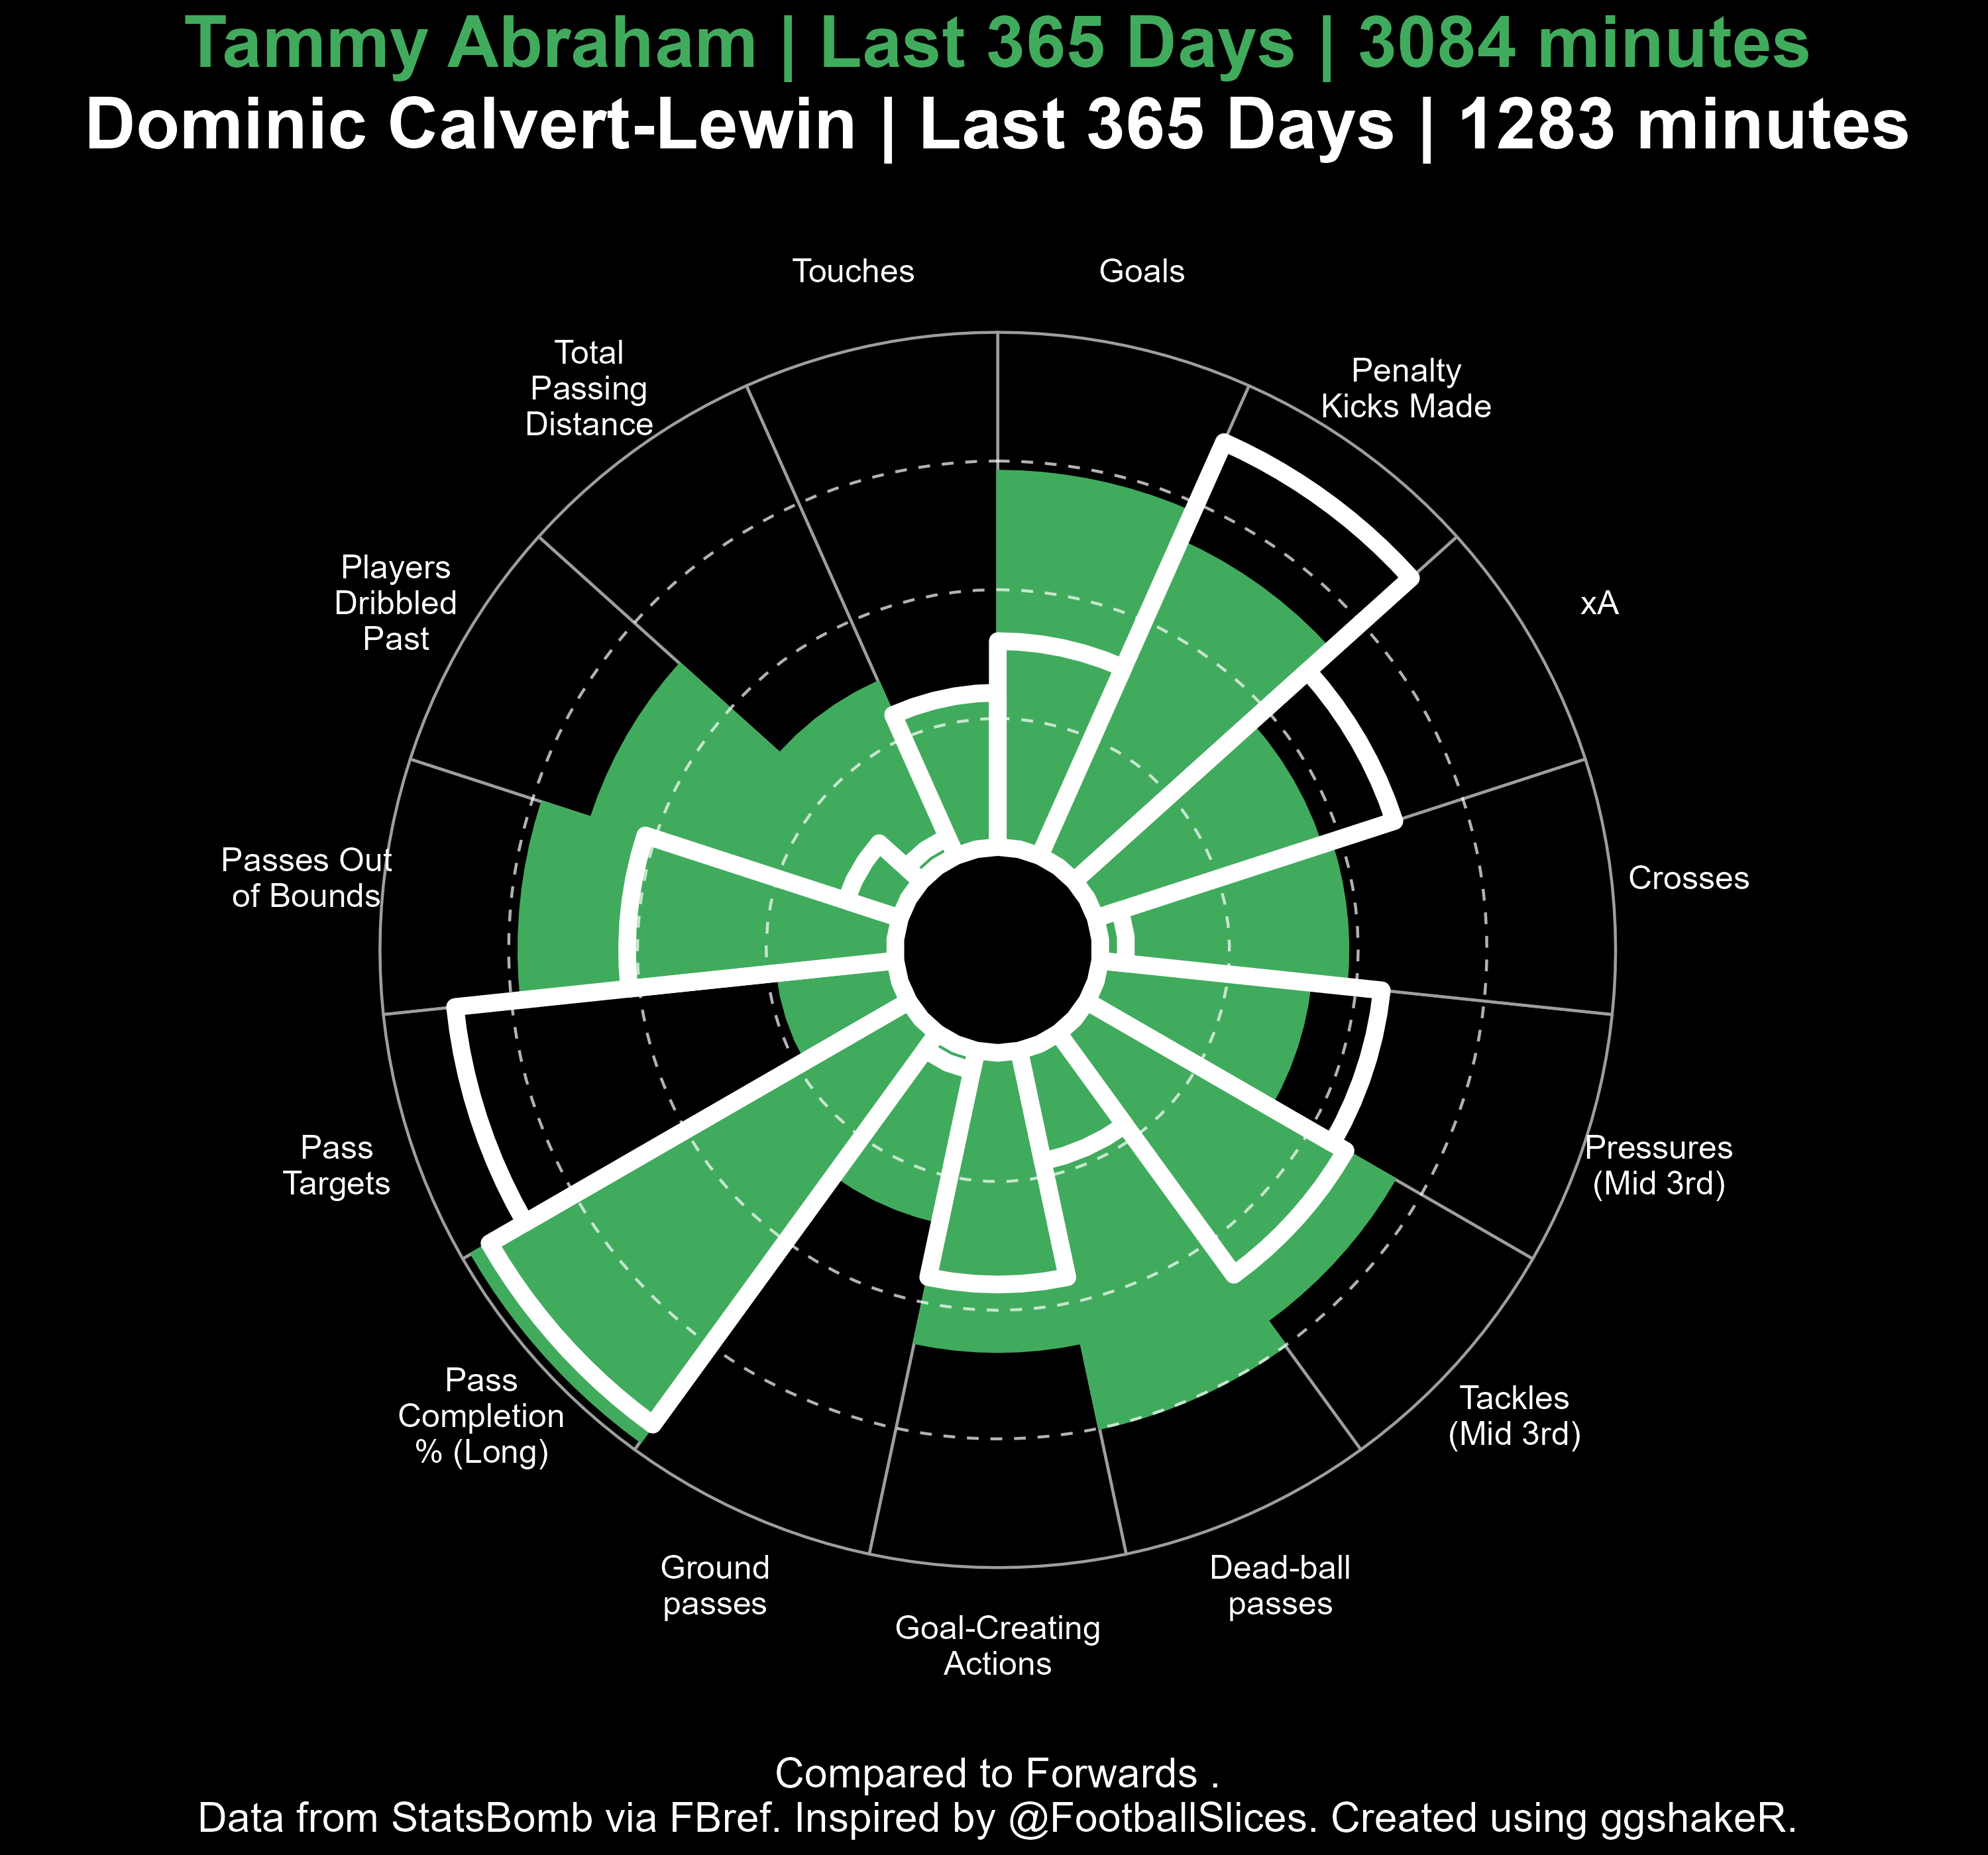 Tammy Abraham | Last 365 Days | 3084 minutes
Dominic Calvert-Lewin | Last 365 Days | 1283 minutes
Touches
Goals
Total
Passing
Distance
Penalty
Kicks Made
Players
Dribbled
Past
xA
Passes Out
of Bounds
Crosses
Pass
Targets
Pressures
(Mid 3rd)
Pass
Completion
% (Long)
Tackles
(Mid 3rd)
Ground
passes
Dead-ball
passes
Goal-Creating
Actions
Compared to Forwards .
Data from StatsBomb via FBref. Inspired by @FootballSlices. Created using ggshakeR.